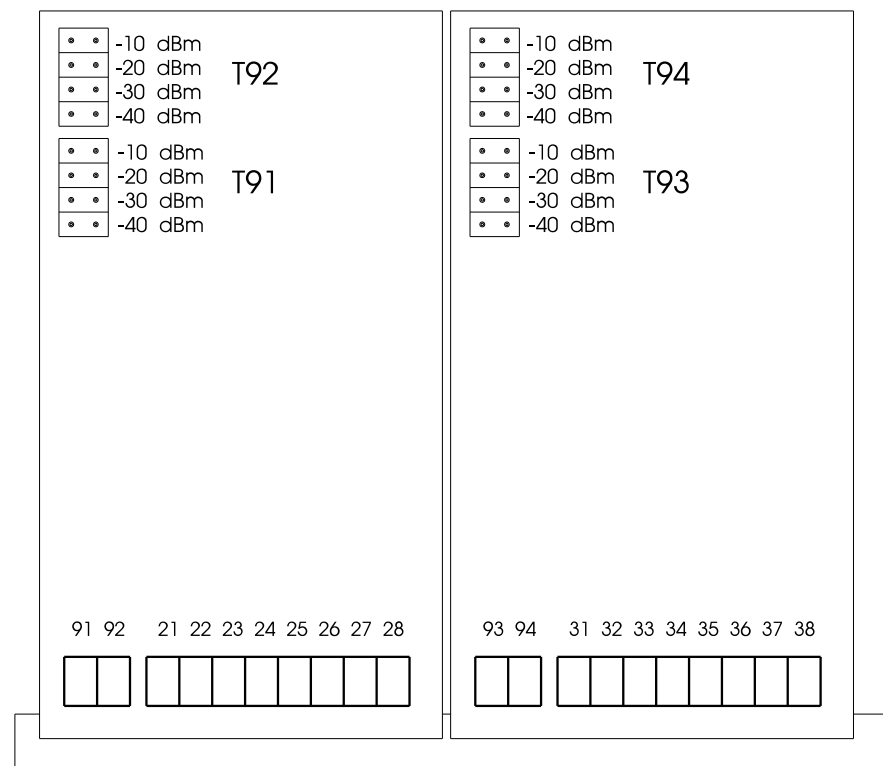 -10 dBm
-20 dBm
-30 dBm
-40 dBm
T92
-10 dBm
-20 dBm
-30 dBm
-40 dBm
T91
-10 dBm
-20 dBm
-30 dBm
-40 dBm
T94
-10 dBm
-20 dBm
-30 dBm
-40 dBm
T93
91 92 21 22 23 24 25 26 27 28
93 94 31 32 33 34 35 36 37 38